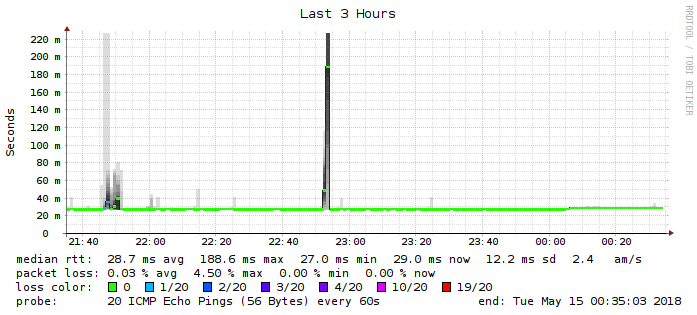 Last 3 Hours
RRDTOOL / TOBI OETIKER
Seconds
220 m
200 m
180 m
160 m
140 m
120 m
100 m
80 m
60 m
40 m
20 m
0
21:40 22:00 22:20 22:40 23:00 23:20 23:40 00:00 00:20
median rtt: 28.7 ms avg 188.6 ms max 27.0 ms min 29.0 ms now 12.2 ms sd 2.4 am/s
packet loss: 0.03 % avg 4.50 % max 0.00 % min 0.00 % now
loss color: 0 1/20 2/20 3/20 4/20 10/20 19/20
probe: 20 ICMP Echo Pings (56 Bytes) every 60s end: Tue May 15 00:35:03 2018